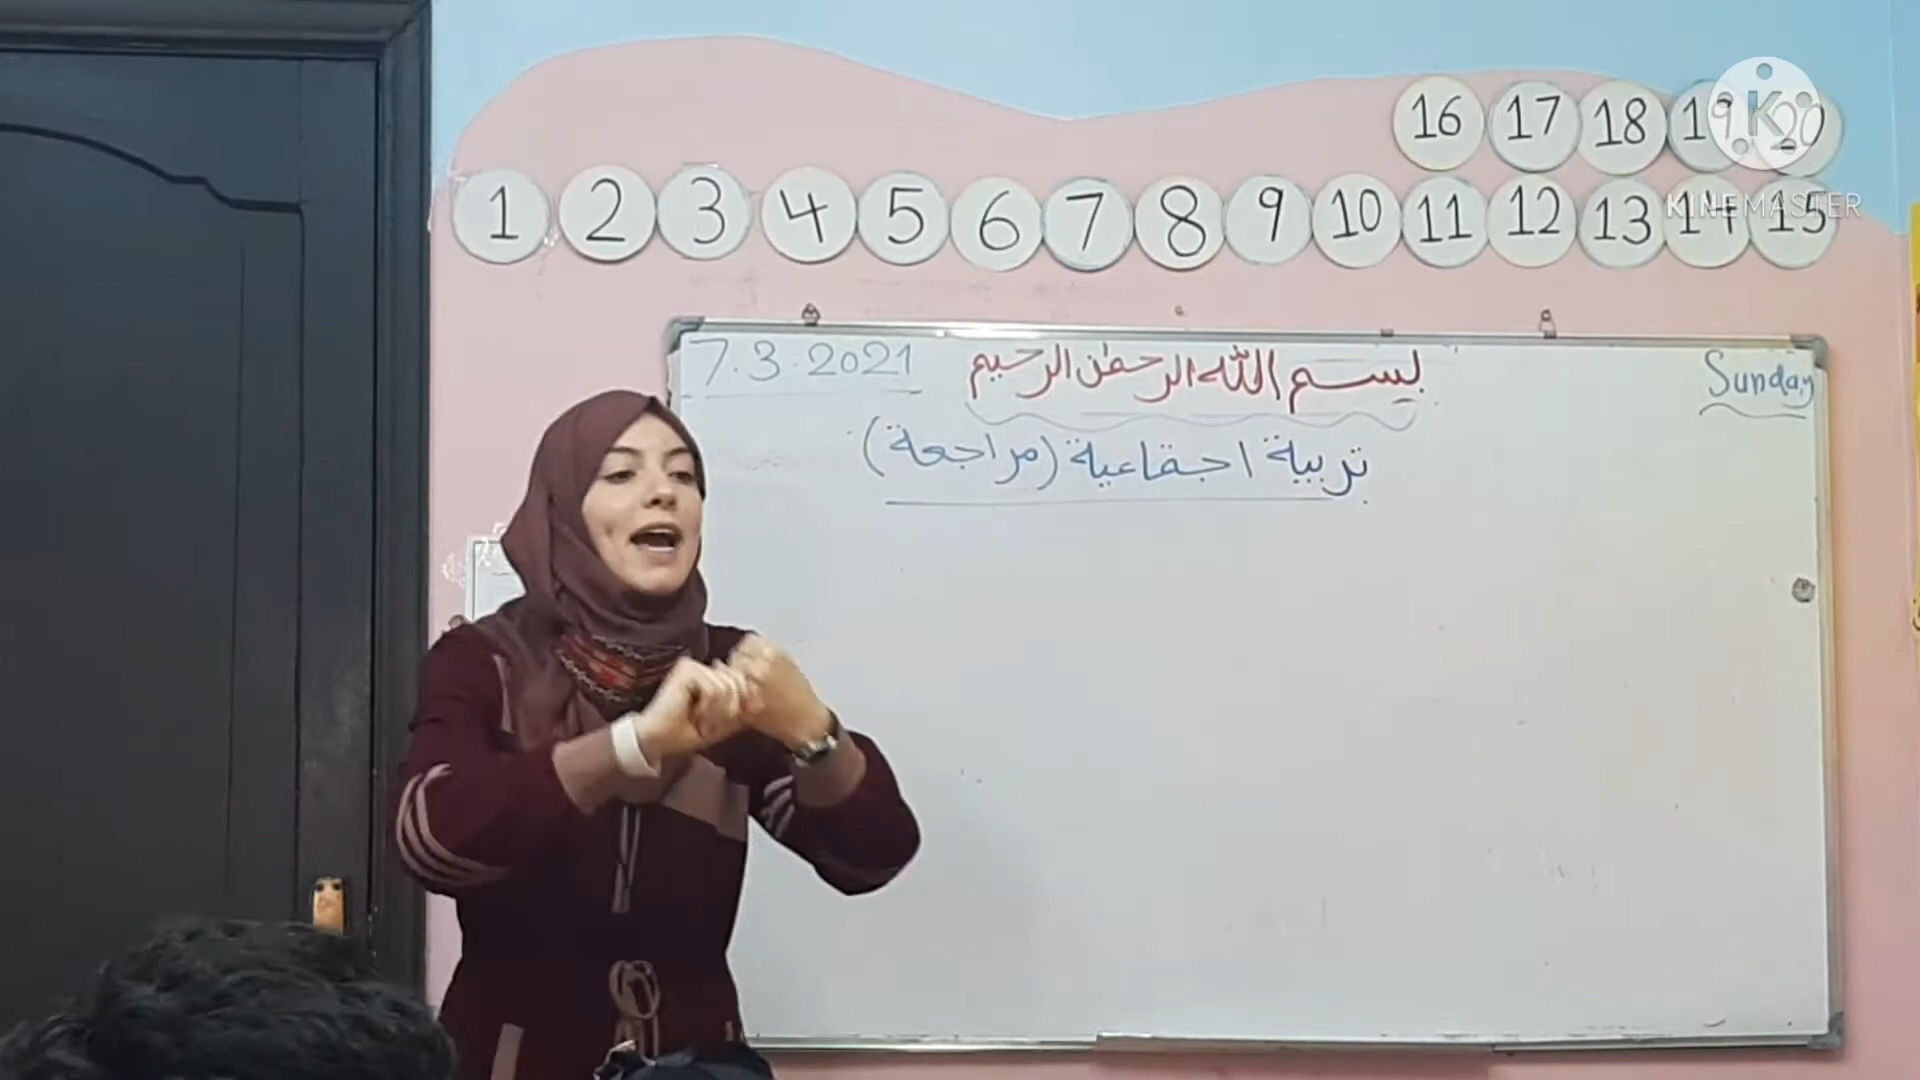 16 17 18 19 20
1 2 3 4 5 6 7 8 9 10 11 12 13 14 15
KINEMASTER
7.3.2021
بسم الله الرحمٰن الرحيم
Sunday
تربية اجتماعية (مراجعة)